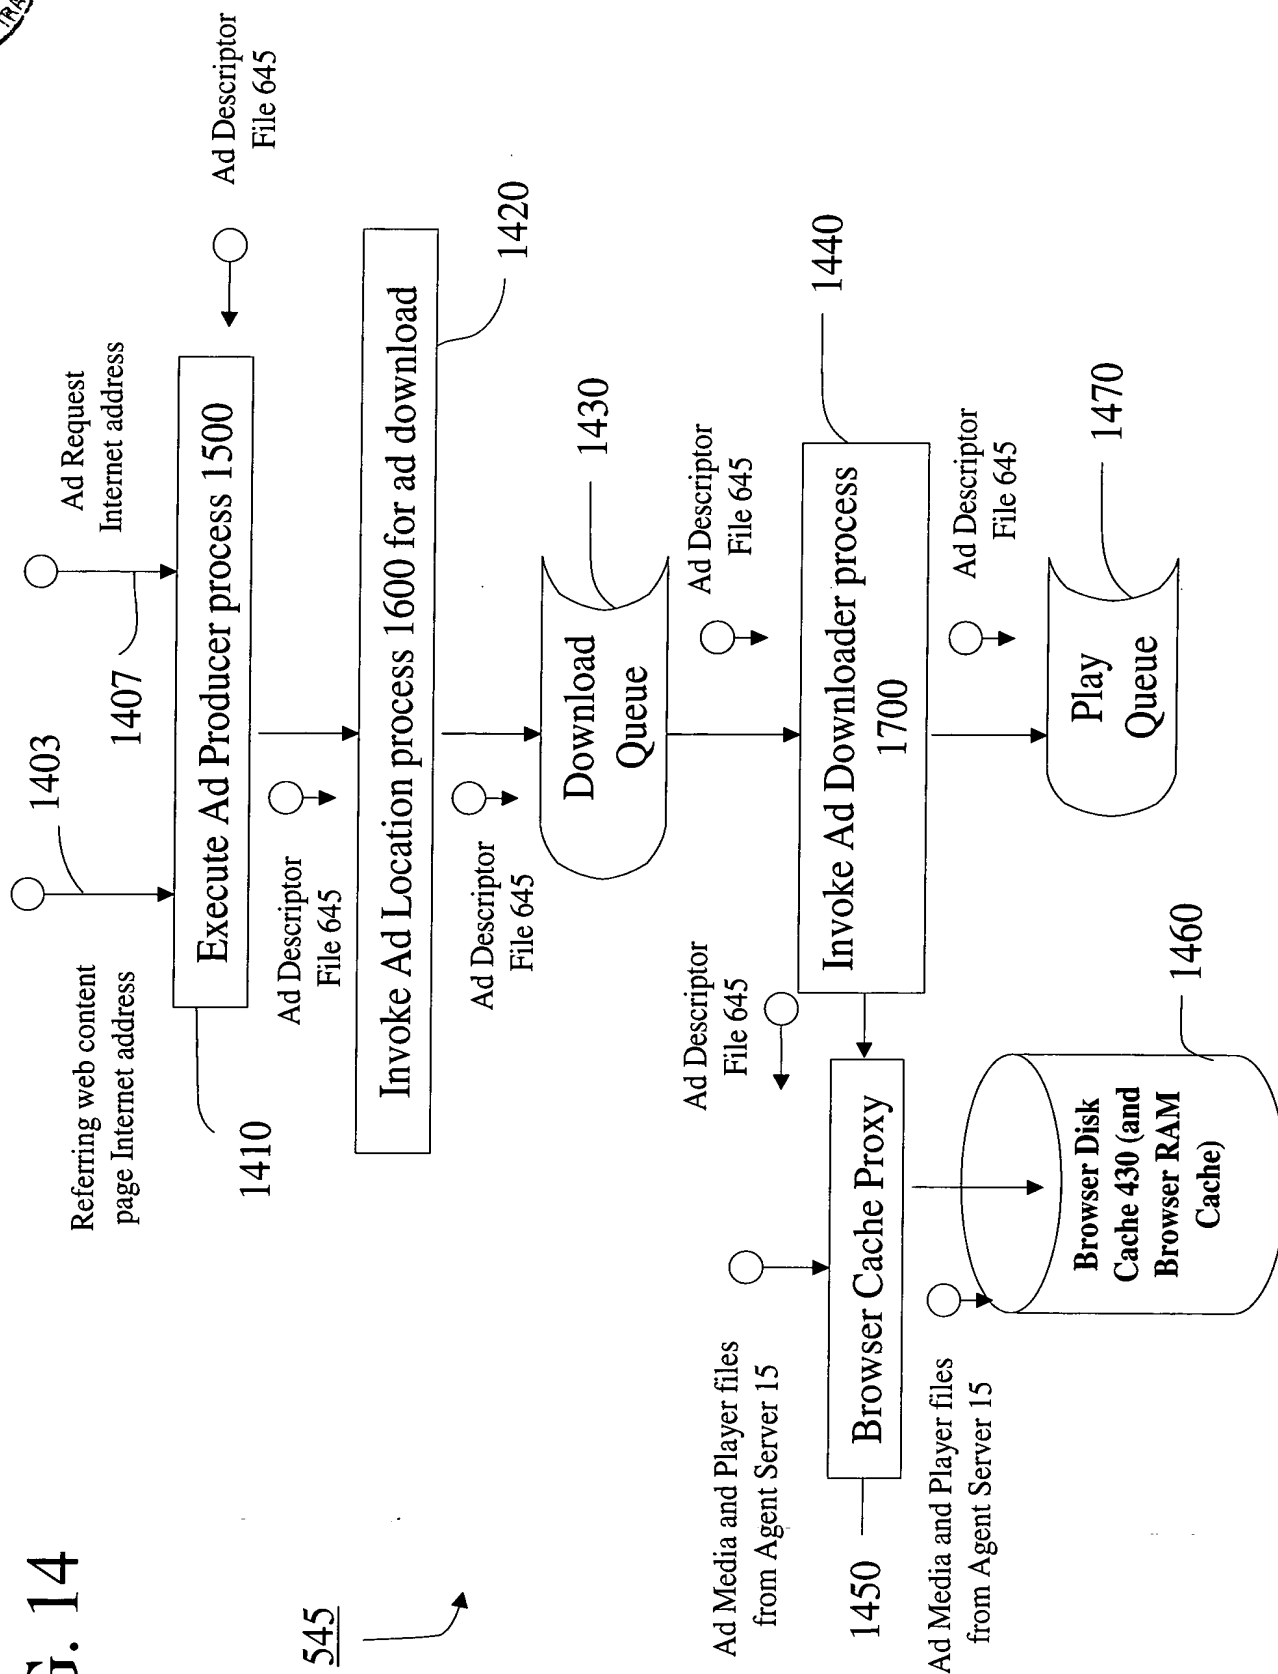 G. 14
545
Referring web content
page Internet address
1403
Ad Request
Internet address
1407
1410
Execute Ad Producer process 1500
Ad Descriptor
File 645
Ad Descriptor
File 645
Invoke Ad Location process 1600 for ad download
1420
Ad Descriptor
File 645
Download
Queue
1430
Ad Descriptor
File 645
Ad Descriptor
File 645
Invoke Ad Downloader process
1700
1440
Ad Media and Player files
from Agent Server 15
1450
Browser Cache Proxy
Ad Descriptor
File 645
Play
Queue
1470
Ad Media and Player files
from Agent Server 15
Browser Disk
Cache 430 (and
Browser RAM
Cache)
1460